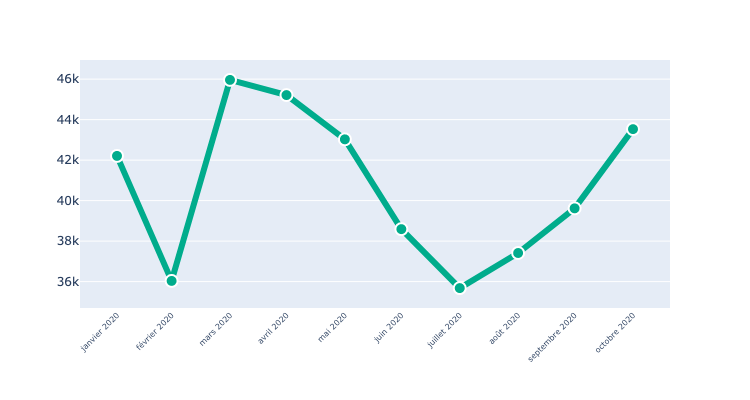 46k
44k
42k
40k
38k
36k
janvier 2020
février 2020
mars 2020
avril 2020
mai 2020
juin 2020
juillet 2020
août 2020
septembre 2020
octobre 2020